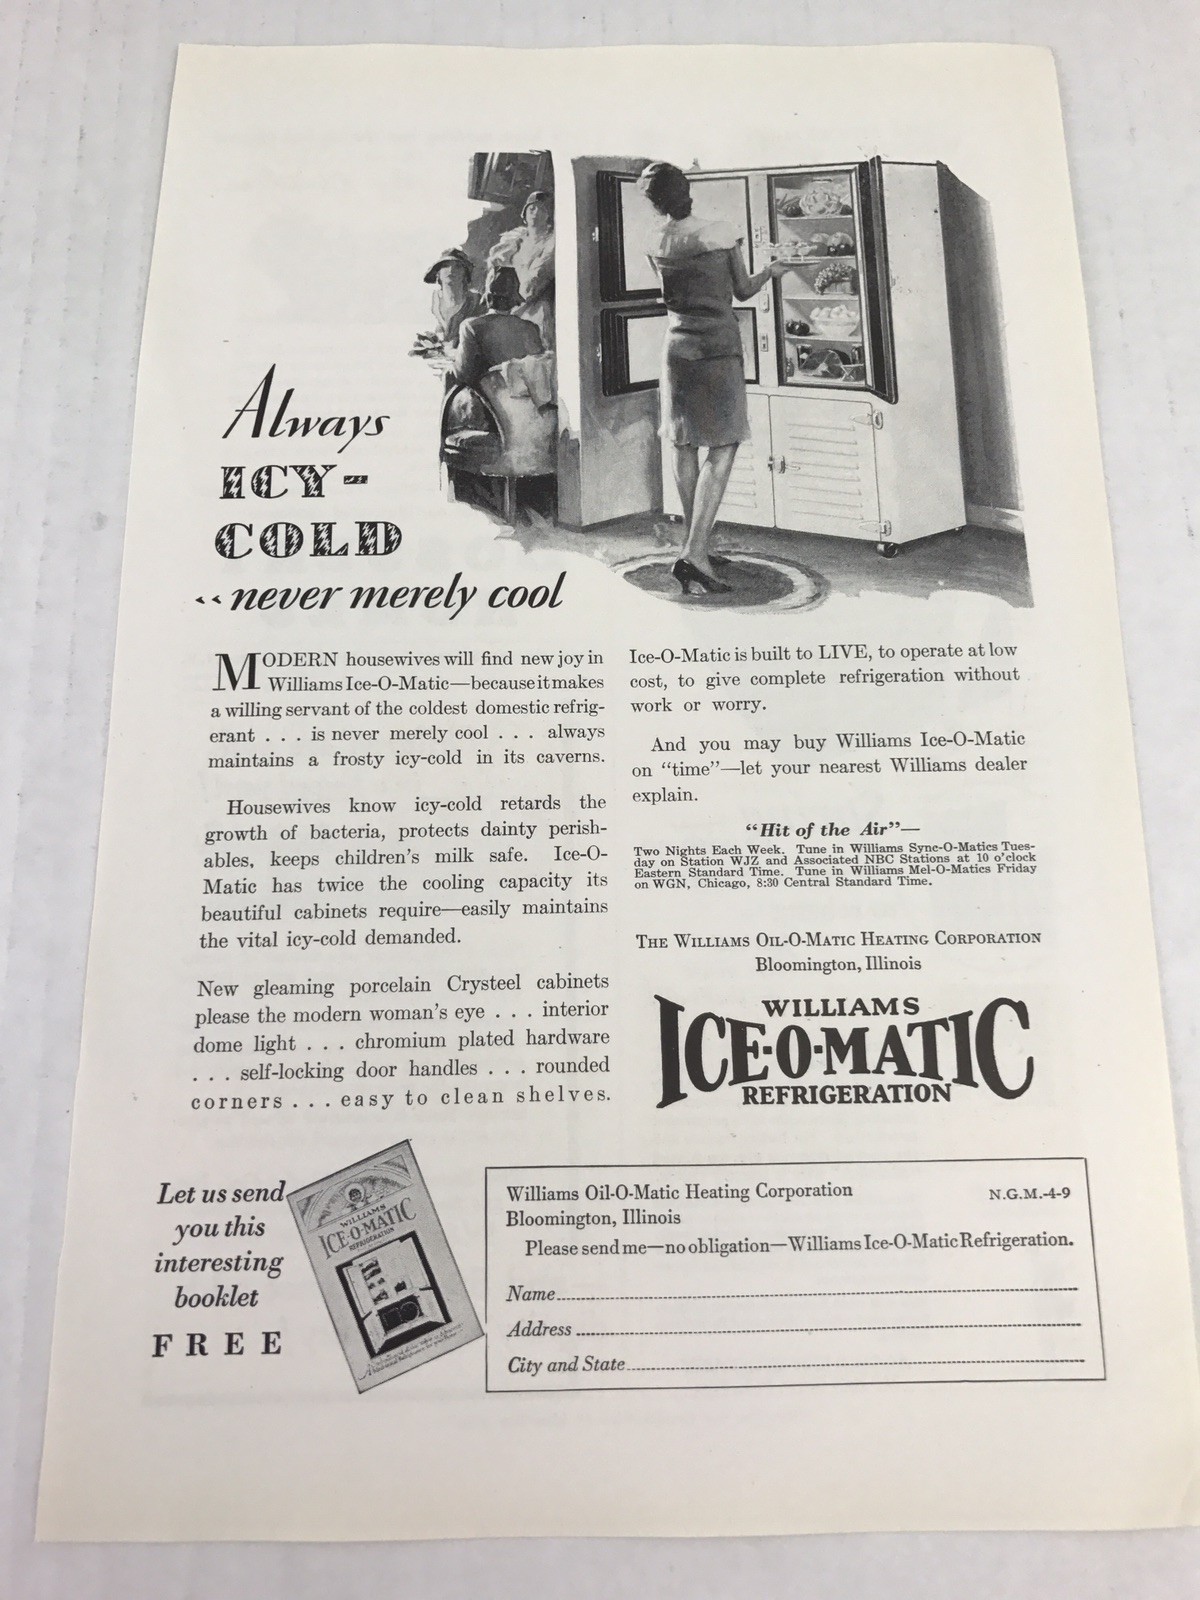 Always
ICY-
COLD
‹‹ never merely cool
MODERN housewives will find new joy in
Williams Ice-O-Matic—because it makes
a willing servant of the coldest domestic refrig-
erant . . . is never merely cool . . . always
maintains a frosty icy-cold in its caverns.
Housewives know icy-cold retards the
growth of bacteria, protects dainty perish-
ables, keeps children's milk safe. Ice-O-
Matic has twice the cooling capacity its
beautiful cabinets require—easily maintains
the vital icy-cold demanded.
New gleaming porcelain Crysteel cabinets
please the modern woman's eye . . . interior
dome light . . . chromium plated hardware
. . . self-locking door handles . . . rounded
corners . . . easy to clean shelves.
Ice-O-Matic is built to LIVE, to operate at low
cost, to give complete refrigeration without
work or worry.
And you may buy Williams Ice-O-Matic
on "time"—let your nearest Williams dealer
explain.
"Hit of the Air"—
Two Nights Each Week. Tune in Williams Sync-O-Matics Tues-
day on Station WJZ and Associated NBC Stations at 10 o'clock
Eastern Standard Time. Tune in Williams Mel-O-Matics Friday
on WGN, Chicago, 8:30 Central Standard Time.
THE WILLIAMS OIL-O-MATIC HEATING CORPORATION
Bloomington, Illinois
WILLIAMS
ICE-O-MATIC
REFRIGERATION
Let us send
you this
interesting
booklet
FREE
WILLIAMS
ICE-O-MATIC
REFRIGERATION
Williams Oil-O-Matic Heating Corporation N.G.M.-4-9
Bloomington, Illinois
Please send me—no obligation—Williams Ice-O-Matic Refrigeration.
Name
Address
City and State